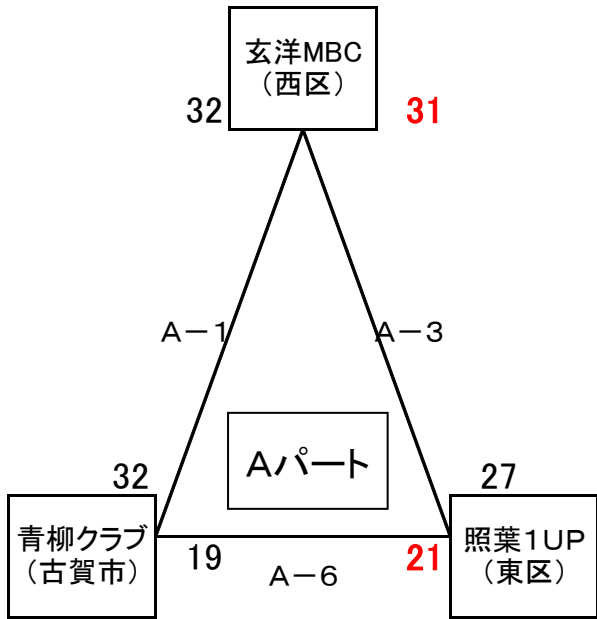 玄洋MBC
（西区）
32
31
A－1
A－3
Aパート
32
27
青柳クラブ
（古賀市）
19
21
照葉1UP
（東区）
A－6